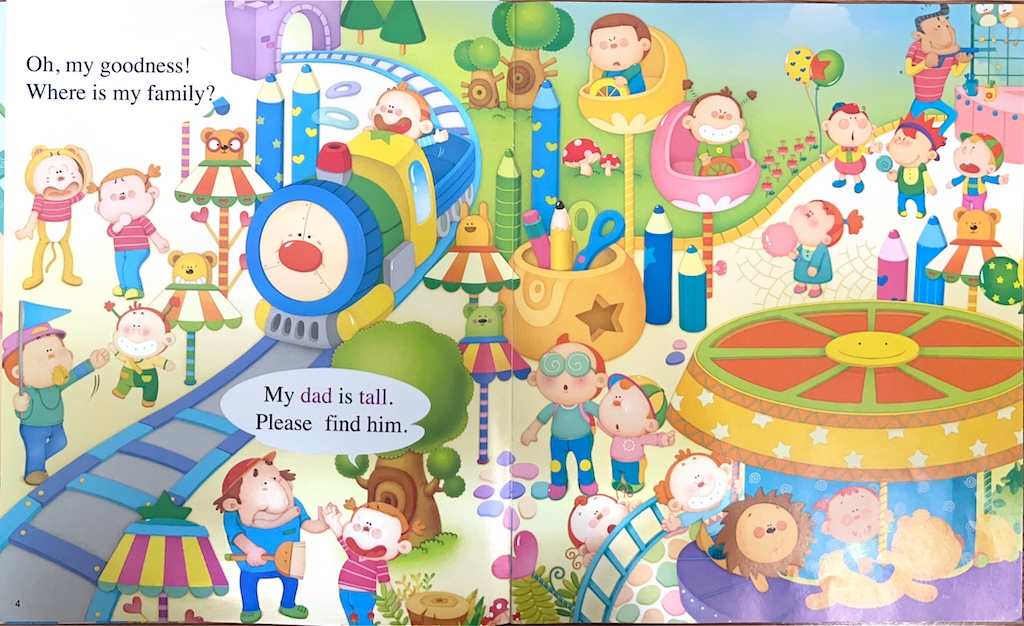 Oh, my goodness!
Where is my family?
My dad is tall.
Please find him.
4